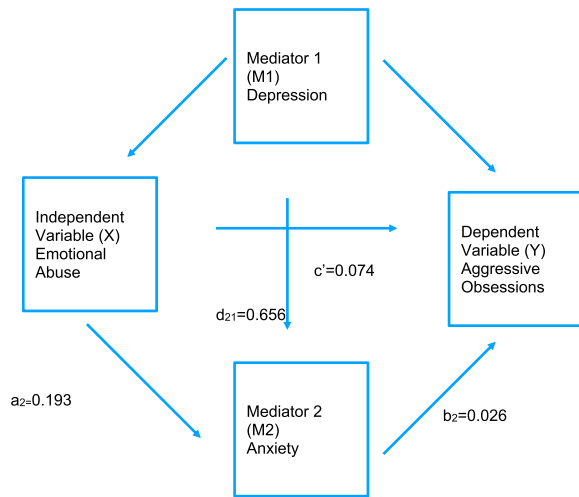 Mediator 1
(M1)
Depression
Independent
Variable (X)
Emotional
Abuse
Dependent
Variable (Y)
Aggressive
Obsessions
c’=0.074
d21=0.656
Mediator 2
(M2)
Anxiety
a2=0.193
b2=0.026